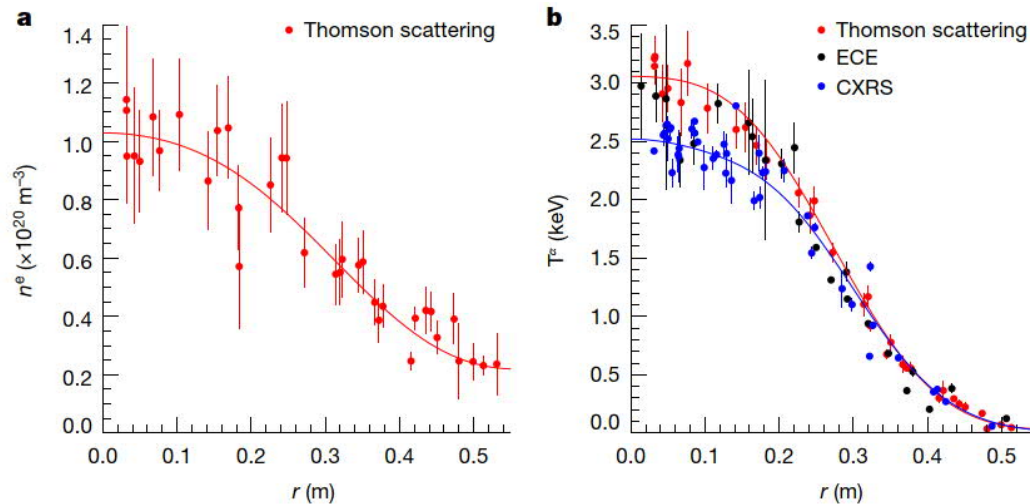 a
Thomson scattering
nᵉ (×10²⁰ m⁻³)
1.4
1.2
1.0
0.8
0.6
0.4
0.2
0.0
0.0 0.1 0.2 0.3 0.4 0.5
r (m)
b
Thomson scattering
ECE
CXRS
Tᵅ (keV)
3.5
3.0
2.5
2.0
1.5
1.0
0.5
0.0
0.0 0.1 0.2 0.3 0.4 0.5
r (m)